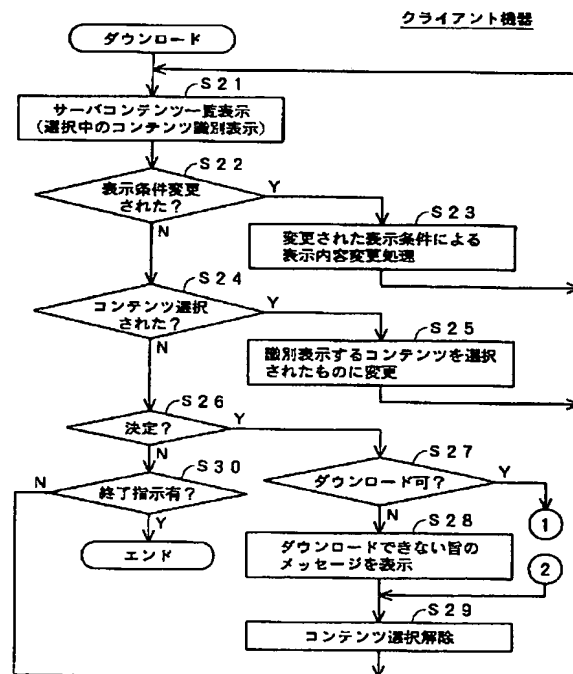 クライアント機器
ダウンロード
S21
サーバコンテンツ一覧表示
(選択中のコンテンツ識別表示)
S22
表示条件変更
された?
Y
N
S23
変更された表示条件による
表示内容変更処理
S24
コンテンツ選択
された?
Y
N
S25
識別表示するコンテンツを選択
されたものに変更
S26
決定?
Y
N
S27
ダウンロード可?
Y
N
1
S30
終了指示有?
N
Y
エンド
S28
ダウンロードできない旨の
メッセージを表示
2
S29
コンテンツ選択解除